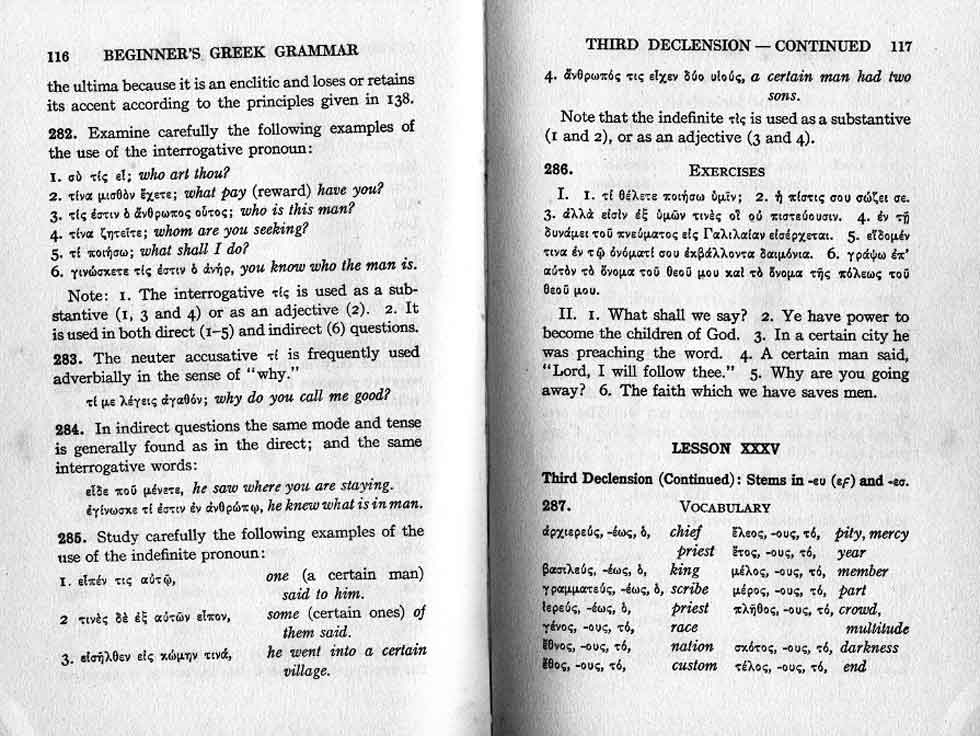 116 BEGINNER'S GREEK GRAMMAR
the ultima because it is an enclitic and loses or retains
its accent according to the principles given in 138.
282. Examine carefully the following examples of
the use of the interrogative pronoun:
1. σὺ τίς εἶ; who art thou?
2. τίνα μισθὸν ἔχετε; what pay (reward) have you?
3. τίς ἐστιν ὁ ἄνθρωπος οὗτος; who is this man?
4. τίνα ζητεῖτε; whom are you seeking?
5. τί ποιήσω; what shall I do?
6. γινώσκετε τίς ἐστιν ὁ ἀνήρ, you know who the man is.
Note: 1. The interrogative τίς is used as a sub-
stantive (1, 3 and 4) or as an adjective (2). 2. It
is used in both direct (1–5) and indirect (6) questions.
283. The neuter accusative τί is frequently used
adverbially in the sense of "why."
τί με λέγεις ἀγαθόν; why do you call me good?
284. In indirect questions the same mode and tense
is generally found as in the direct; and the same
interrogative words:
εἶδε ποῦ μένετε, he saw where you are staying.
ἐγίνωσκε τί ἐστιν ἐν ἀνθρώπῳ, he knew what is in man.
285. Study carefully the following examples of the
use of the indefinite pronoun:
1. εἶπέν τις αὐτῷ, one (a certain man)
said to him.
2 τινὲς δὲ ἐξ αὐτῶν εἶπον, some (certain ones) of
them said.
3. εἰσῆλθεν εἰς κώμην τινά, he went into a certain
village.
THIRD DECLENSION — CONTINUED 117
4. ἄνθρωπός τις εἶχεν δύο υἱούς, a certain man had two
sons.
Note that the indefinite τὶς is used as a substantive
(1 and 2), or as an adjective (3 and 4).
286. EXERCISES
I. 1. τί θέλετε ποιήσω ὑμῖν; 2. ἡ πίστις σου σώζει σε.
3. ἀλλὰ εἰσὶν ἐξ ὑμῶν τινὲς οἳ οὐ πιστεύουσιν. 4. ἐν τῇ
δυνάμει τοῦ πνεύματος εἰς Γαλιλαίαν εἰσέρχεται. 5. εἴδομέν
τινα ἐν τῷ ὀνόματί σου ἐκβάλλοντα δαιμόνια. 6. γράψω ἐπ'
αὐτὸν τὸ ὄνομα τοῦ θεοῦ μου καὶ τὸ ὄνομα τῆς πόλεως τοῦ
θεοῦ μου.
II. 1. What shall we say? 2. Ye have power to
become the children of God. 3. In a certain city he
was preaching the word. 4. A certain man said,
"Lord, I will follow thee." 5. Why are you going
away? 6. The faith which we have saves men.
LESSON XXXV
Third Declension (Continued): Stems in -ευ (εϝ) and -εσ.
287. VOCABULARY
ἀρχιερεύς, -έως, ὁ, chief ἔλεος, -ους, τό, pity, mercy
priest ἔτος, -ους, τό, year
βασιλεύς, -έως, ὁ, king μέλος, -ους, τό, member
γραμματεύς, -έως, ὁ, scribe μέρος, -ους, τό, part
ἱερεύς, -έως, ὁ, priest πλῆθος, -ους, τό, crowd,
γένος, -ους, τό, race multitude
ἔθνος, -ους, τό, nation σκότος, -ους, τό, darkness
ἔθος, -ους, τό, custom τέλος, -ους, τό, end